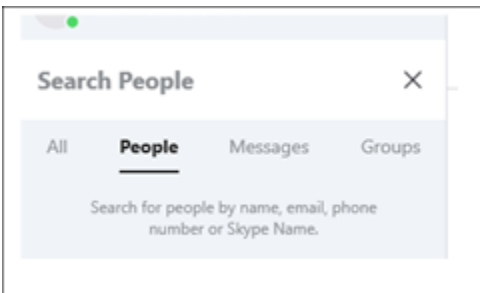 Search People
All People Messages Groups
Search for people by name, email, phone
number or Skype Name.